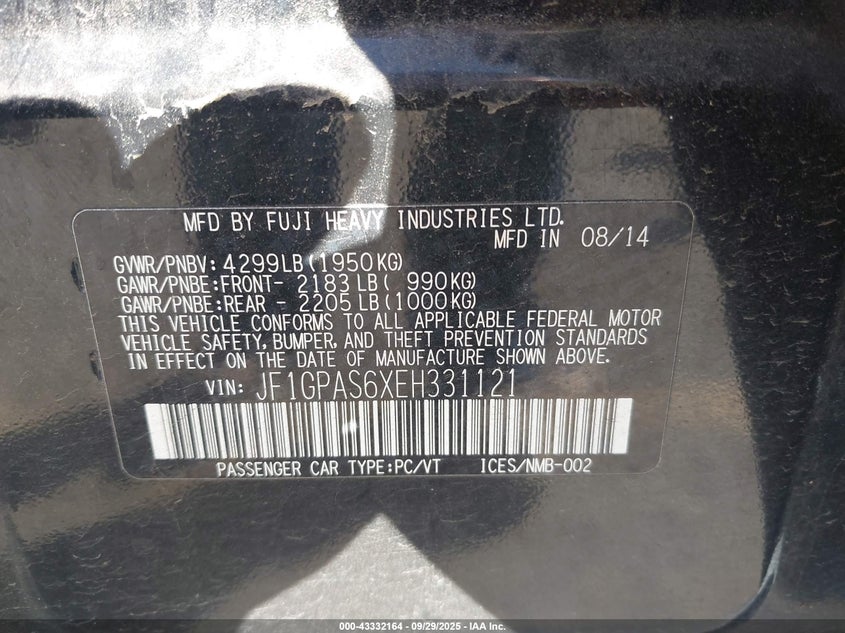 MFD BY FUJI HEAVY INDUSTRIES LTD.
MFD IN 08/14
GVWR/PNBV: 4299LB(1950KG)
GAWR/PNBE:FRONT- 2183LB( 990KG)
GAWR/PNBE:REAR - 2205LB(1000KG)
THIS VEHICLE CONFORMS TO ALL APPLICABLE FEDERAL MOTOR
VEHICLE SAFETY, BUMPER, AND THEFT PREVENTION STANDARDS
IN EFFECT ON THE DATE OF MANUFACTURE SHOWN ABOVE.
VIN: JF1GPAS6XEH331121
PASSENGER CAR TYPE:PC/VT ICES/NMB-002
000-43332164 - 09/29/2025 - IAA Inc.